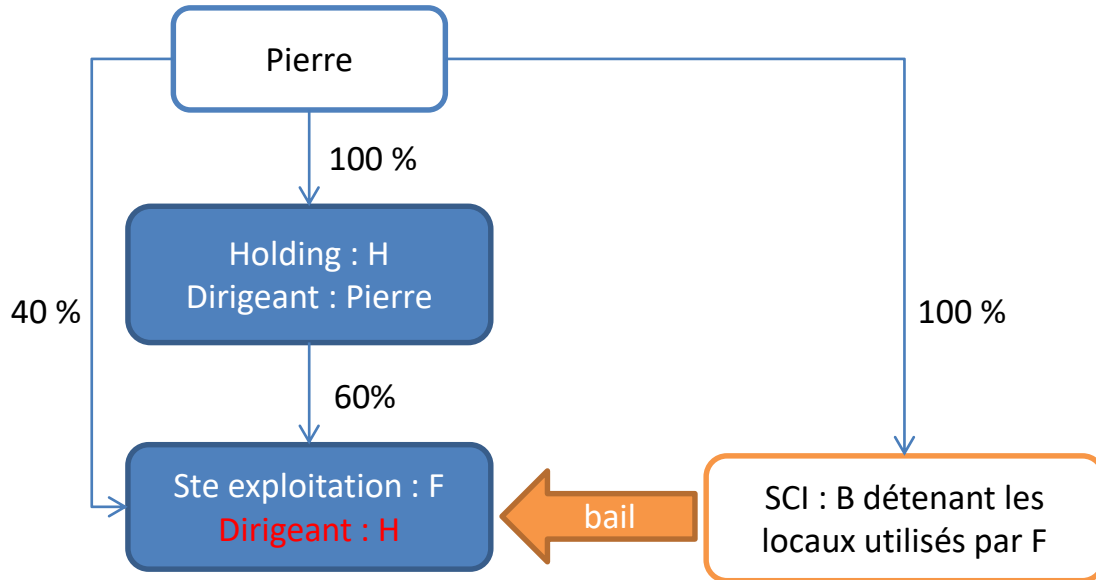 Pierre
100 %
Holding : H
Dirigeant : Pierre
40 %
100 %
60%
Ste exploitation : F
Dirigeant : H
bail
SCI : B détenant les
locaux utilisés par F